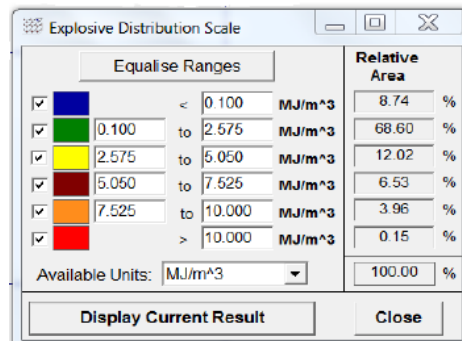 Explosive Distribution Scale
Equalise Ranges
Relative Area
< 0.100 MJ/m^3 8.74 %
0.100 to 2.575 MJ/m^3 68.60 %
2.575 to 5.050 MJ/m^3 12.02 %
5.050 to 7.525 MJ/m^3 6.53 %
7.525 to 10.000 MJ/m^3 3.96 %
> 10.000 MJ/m^3 0.15 %
Available Units: MJ/m^3 100.00 %
Display Current Result Close